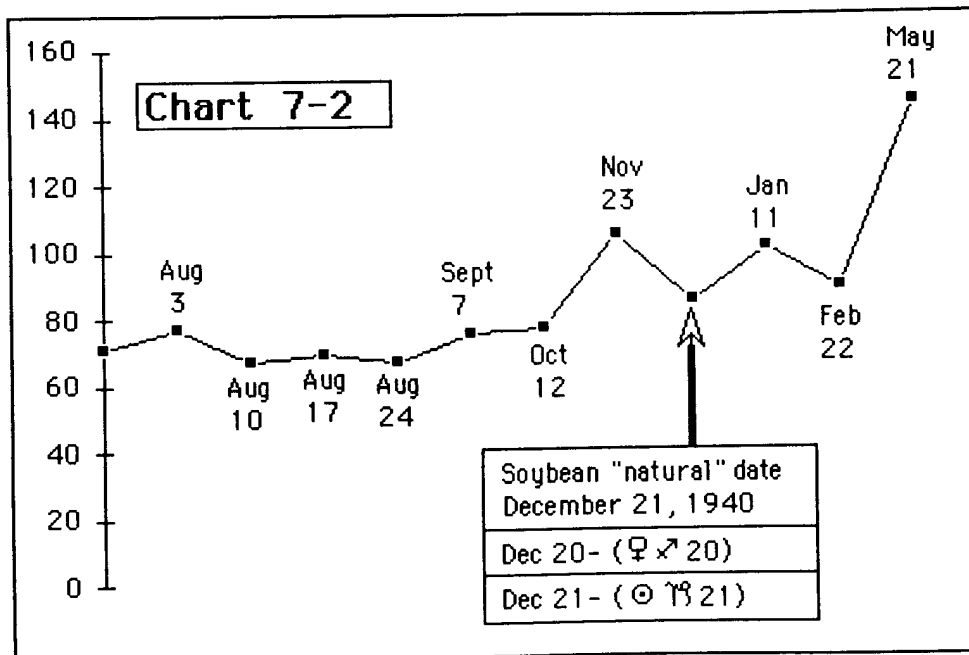 160
140
120
100
80
60
40
20
0
Chart 7-2
Aug
3
Aug
10
Aug
17
Aug
24
Sept
7
Oct
12
Nov
23
Jan
11
Feb
22
May
21
Soybean "natural" date
December 21, 1940
Dec 20- (♀ ♐ 20)
Dec 21- (☉ ♑ 21)